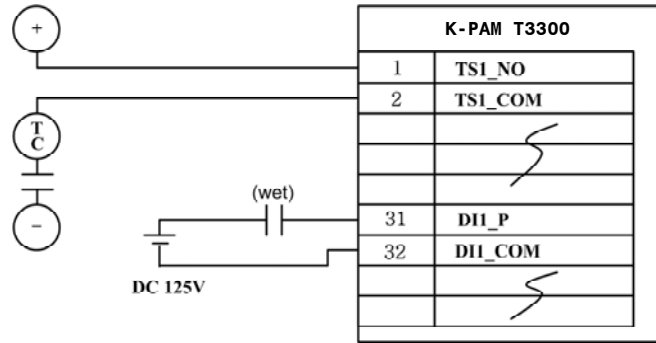 +
K-PAM T3300
1 TS1_NO
2 TS1_COM
T
C
(wet)
−
31 DI1_P
32 DI1_COM
DC 125V